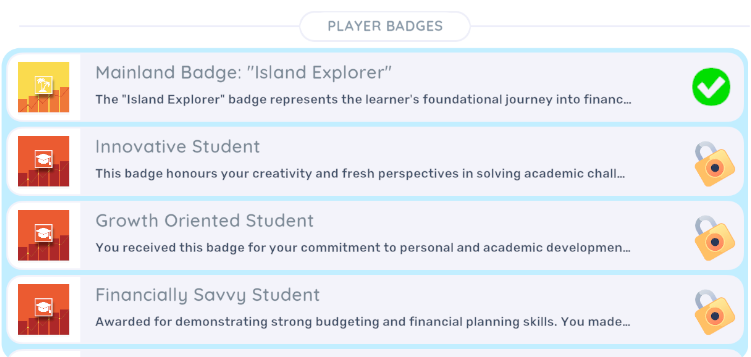 PLAYER BADGES
Mainland Badge: "Island Explorer"
The "Island Explorer" badge represents the learner's foundational journey into financ...
Innovative Student
This badge honours your creativity and fresh perspectives in solving academic chall...
Growth Oriented Student
You received this badge for your commitment to personal and academic developmen...
Financially Savvy Student
Awarded for demonstrating strong budgeting and financial planning skills. You made...